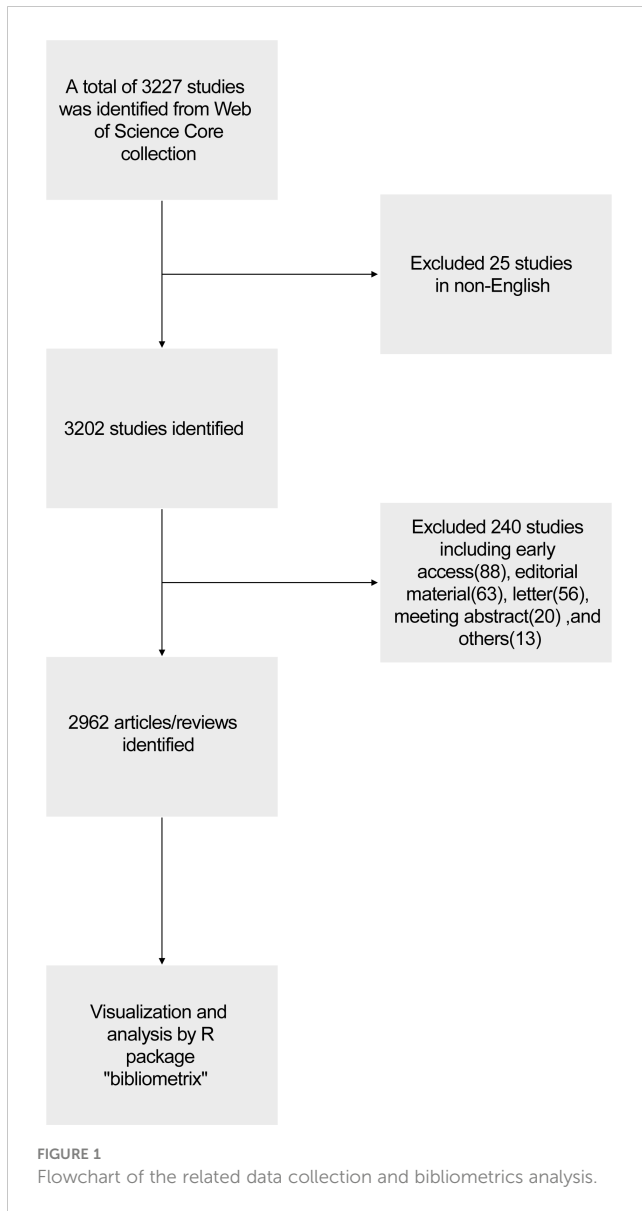 A total of 3227 studies
was identified from Web
of Science Core
collection
Excluded 25 studies
in non-English
3202 studies identified
Excluded 240 studies
including early
access(88), editorial
material(63), letter(56),
meeting abstract(20) ,and
others(13)
2962 articles/reviews
identified
Visualization and
analysis by R
package
"bibliometrix"
FIGURE 1
Flowchart of the related data collection and bibliometrics analysis.